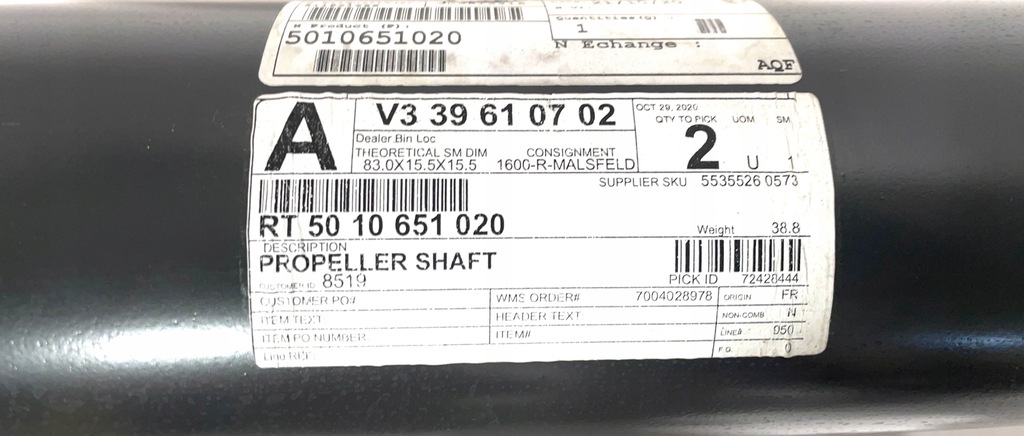 Quantities(s) :
1
N Product (P):
5010651020
N Echange :
AQF
A
V3 39 61 07 02
OCT 29, 2020
QTY TO PICK UOM SM
2 U 1
Dealer Bin Loc
THEORETICAL SM DIM CONSIGNMENT
83.0X15.5X15.5 1600-R-MALSFELD
SUPPLIER SKU 5535526 0573
RT 50 10 651 020
Weight 38.8
DESCRIPTION
PROPELLER SHAFT
PICK ID 72428444
CUSTOMER ID 8519
CUSTOMER PO# WMS ORDER# 7004028978 ORIGIN FR
ITEM TEXT HEADER TEXT NON-COMB N
ITEM PO NUMBER ITEM# LINE# : 050
Line REF F.G. 0